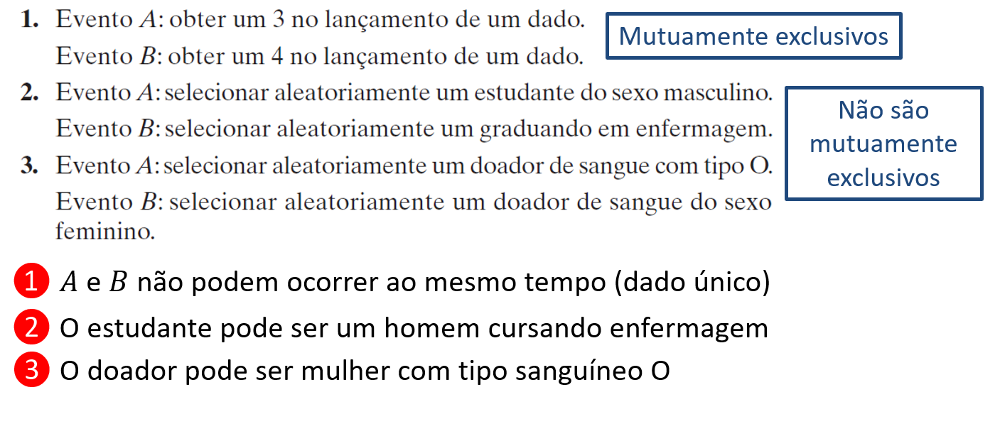 1. Evento A: obter um 3 no lançamento de um dado.
Evento B: obter um 4 no lançamento de um dado.
Mutuamente exclusivos
2. Evento A: selecionar aleatoriamente um estudante do sexo masculino.
Evento B: selecionar aleatoriamente um graduando em enfermagem.
3. Evento A: selecionar aleatoriamente um doador de sangue com tipo O.
Evento B: selecionar aleatoriamente um doador de sangue do sexo
feminino.
Não são
mutuamente
exclusivos
1 A e B não podem ocorrer ao mesmo tempo (dado único)
2 O estudante pode ser um homem cursando enfermagem
3 O doador pode ser mulher com tipo sanguíneo O